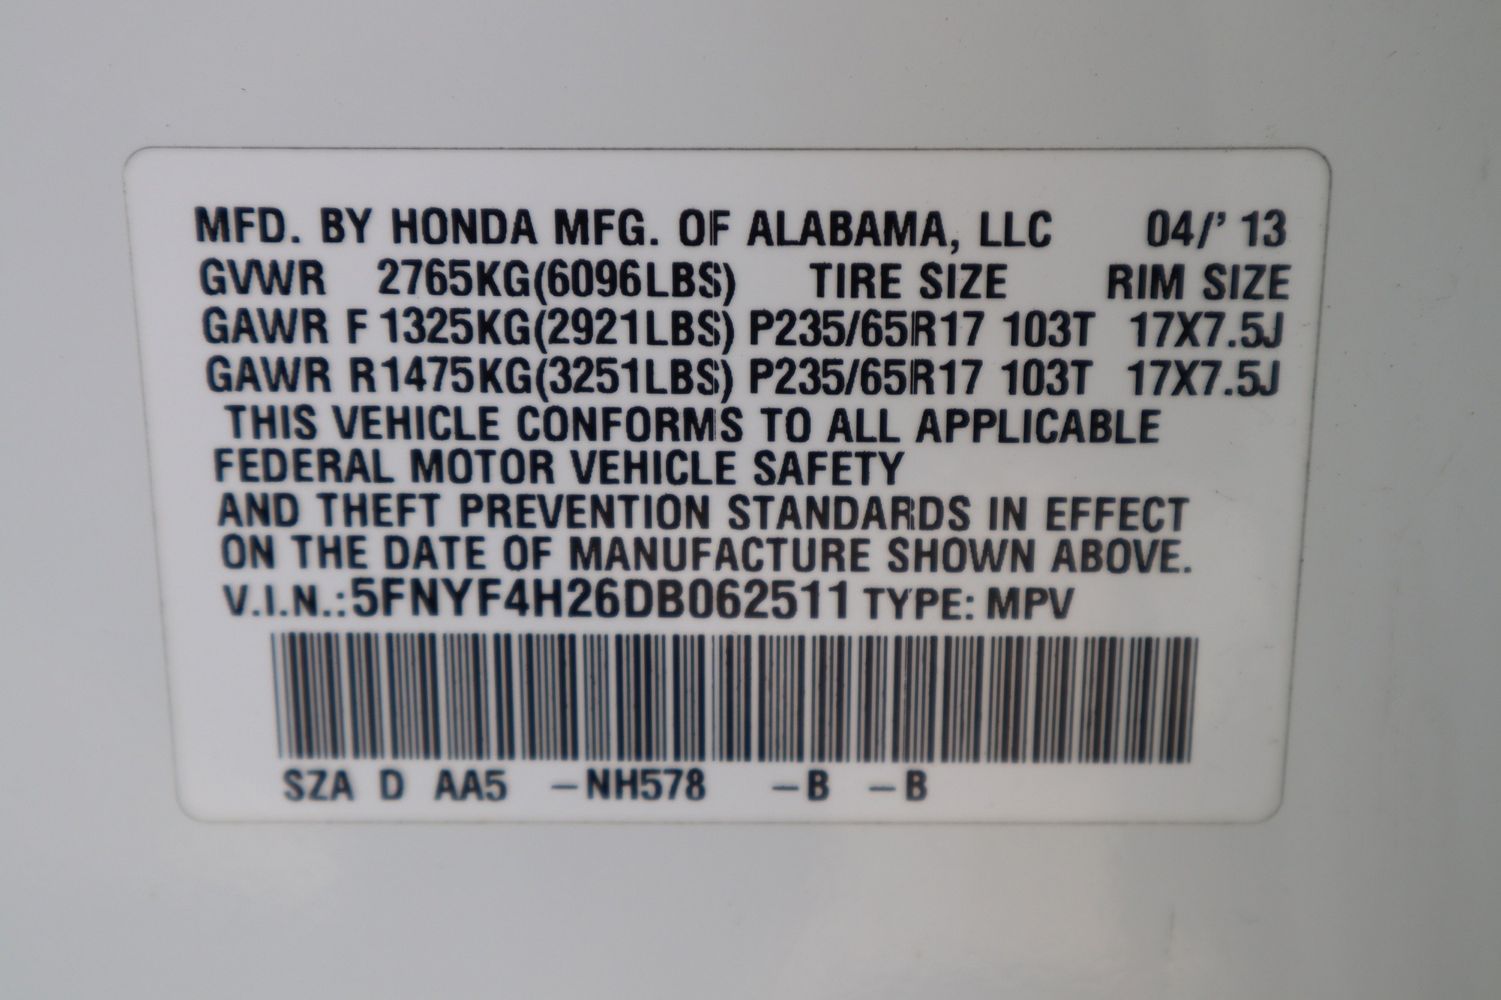 MFD. BY HONDA MFG. OF ALABAMA, LLC 04/' 13
GVWR 2765KG(6096LBS) TIRE SIZE RIM SIZE
GAWR F 1325KG(2921LBS) P235/65R17 103T 17X7.5J
GAWR R1475KG(3251LBS) P235/65R17 103T 17X7.5J
THIS VEHICLE CONFORMS TO ALL APPLICABLE
FEDERAL MOTOR VEHICLE SAFETY
AND THEFT PREVENTION STANDARDS IN EFFECT
ON THE DATE OF MANUFACTURE SHOWN ABOVE.
V.I.N.:5FNYF4H26DB062511 TYPE: MPV
SZA D AA5 –NH578 –B –B